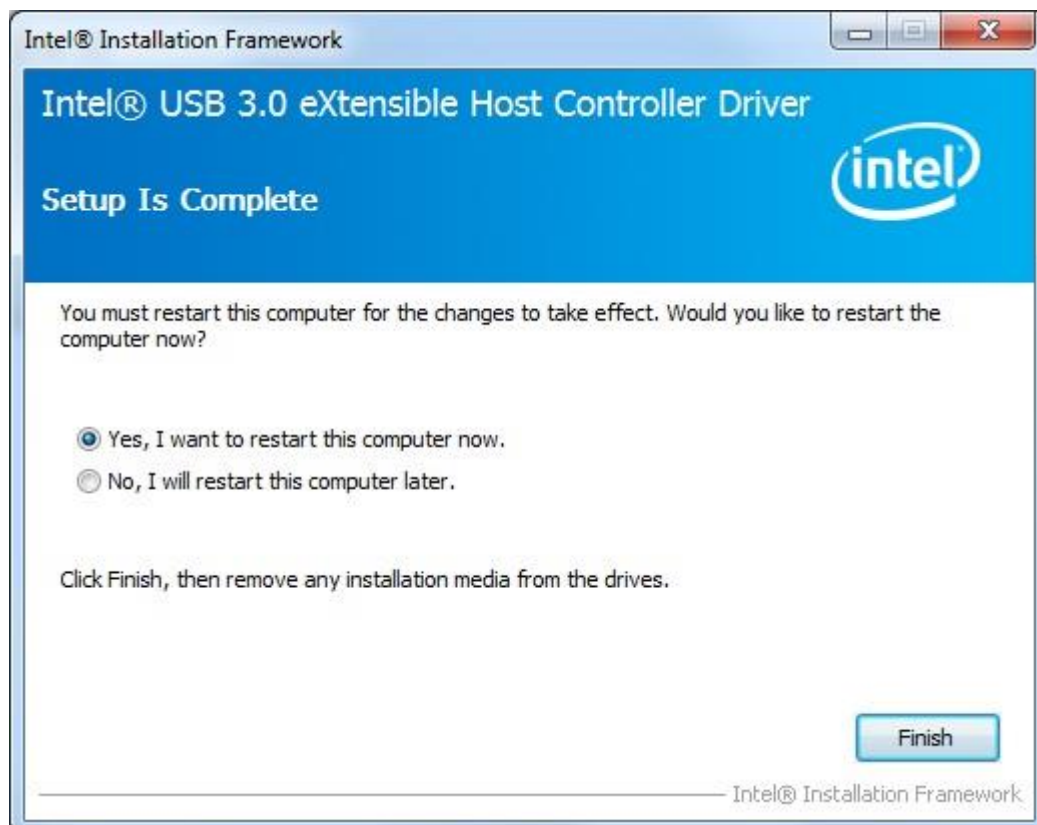 Intel® Installation Framework
Intel® USB 3.0 eXtensible Host Controller Driver
intel
Setup Is Complete
You must restart this computer for the changes to take effect. Would you like to restart the
computer now?
Yes, I want to restart this computer now.
No, I will restart this computer later.
Click Finish, then remove any installation media from the drives.
Finish
Intel® Installation Framework